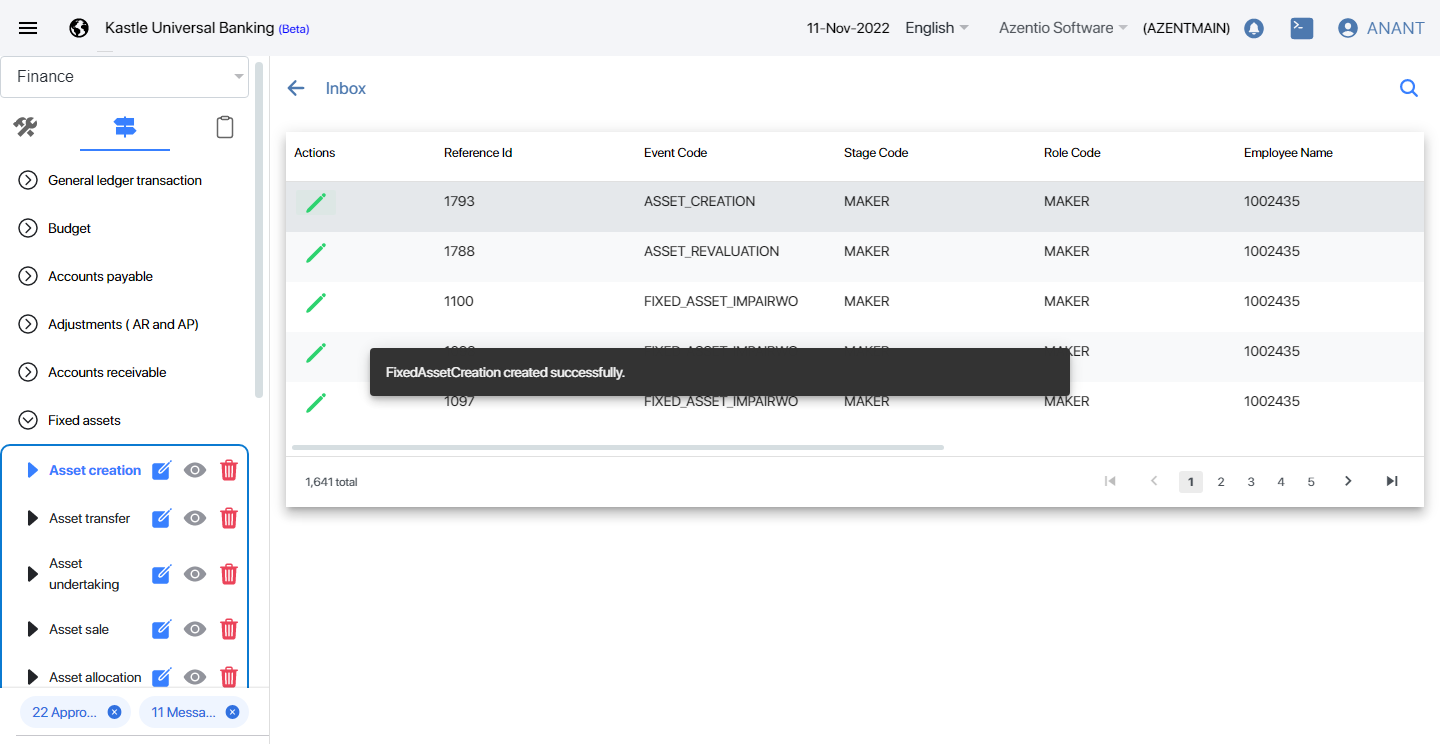 Kastle Universal Banking (Beta)
11-Nov-2022 English Azentio Software (AZENTMAIN) ANANT
Finance
General ledger transaction
Budget
Accounts payable
Adjustments ( AR and AP)
Accounts receivable
Fixed assets
Asset creation
Asset transfer
Asset
undertaking
Asset sale
Asset allocation
22 Appro... 11 Messa...
Inbox
Actions Reference Id Event Code Stage Code Role Code Employee Name
1793 ASSET_CREATION MAKER MAKER 1002435
1788 ASSET_REVALUATION MAKER MAKER 1002435
1100 FIXED_ASSET_IMPAIRWO MAKER MAKER 1002435
FIXED_ASSET_IMPAIRWO MAKER MAKER 1002435
FixedAssetCreation created successfully.
1097 FIXED_ASSET_IMPAIRWO MAKER MAKER 1002435
1,641 total 1 2 3 4 5